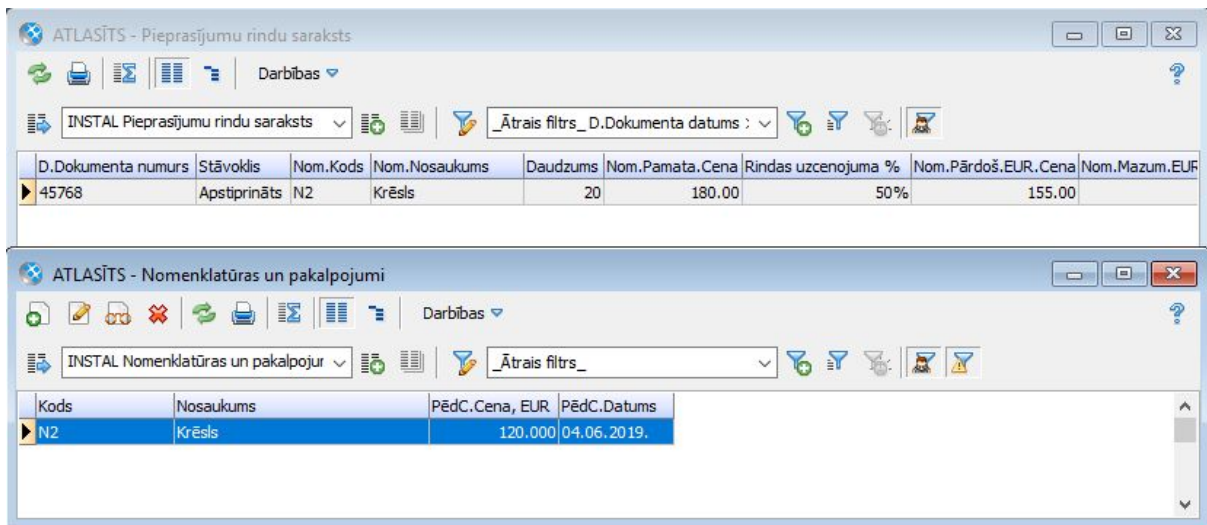 ATLASĪTS - Pieprasījumu rindu saraksts
Darbības
INSTAL Pieprasījumu rindu saraksts _Ātrais filtrs_ D.Dokumenta datums
D.Dokumenta numurs Stāvoklis Nom.Kods Nom.Nosaukums Daudzums Nom.Pamata.Cena Rindas uzcenojuma % Nom.Pārdoš.EUR.Cena Nom.Mazum.EUR
45768 Apstiprināts N2 Krēsls 20 180.00 50% 155.00
ATLASĪTS - Nomenklatūras un pakalpojumi
Darbības
INSTAL Nomenklatūras un pakalpojur _Ātrais filtrs_
Kods Nosaukums PēdC.Cena, EUR PēdC.Datums
N2 Krēsls 120.000 04.06.2019.